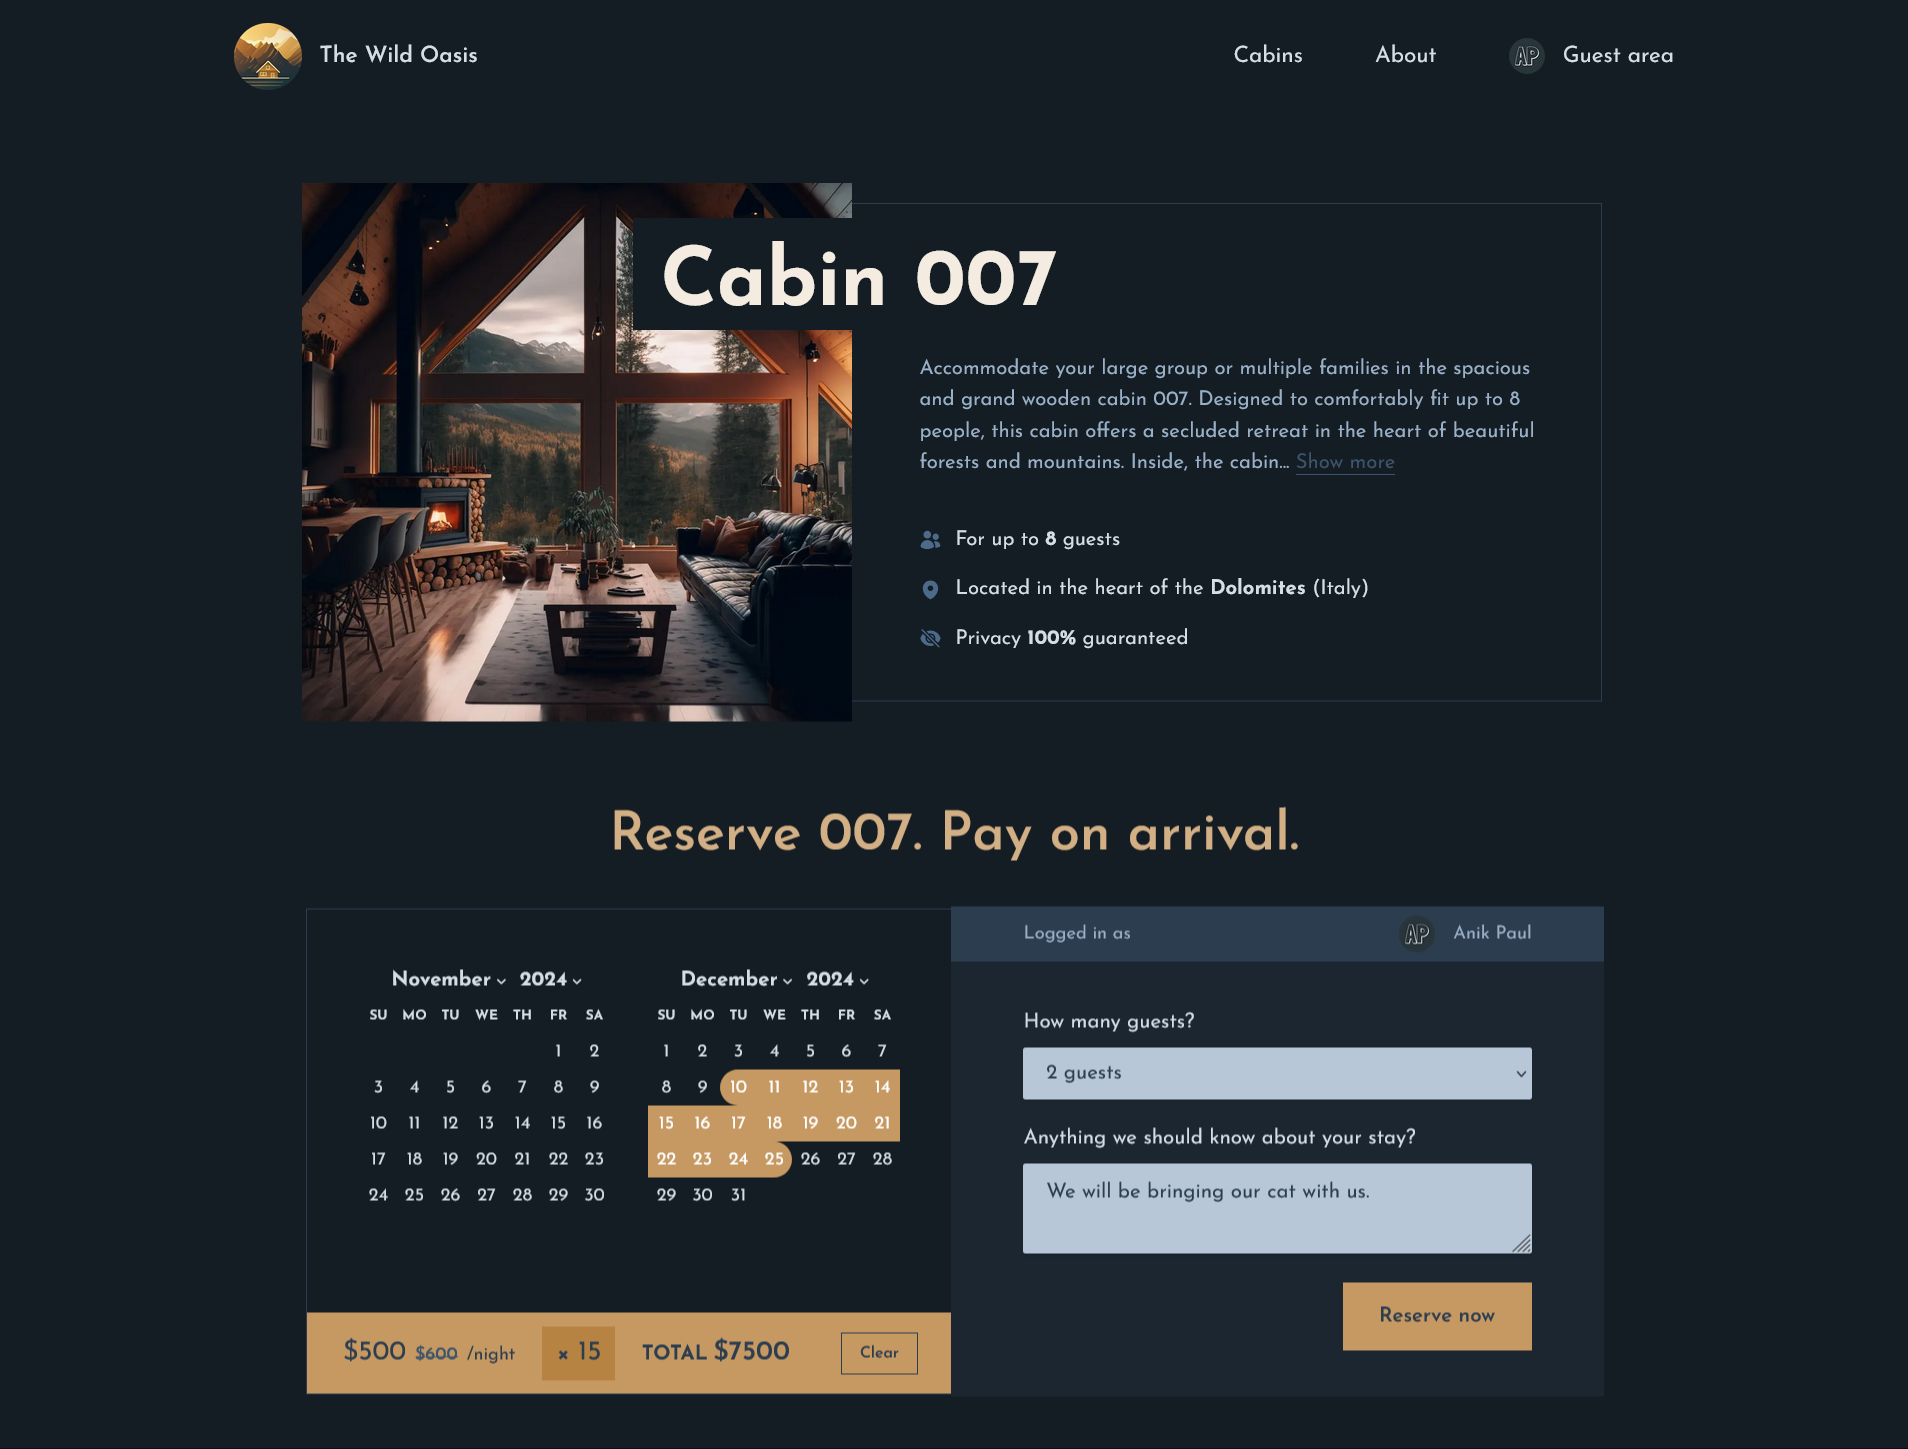 The Wild Oasis
Cabins
About
AP
Guest area
Cabin 007
Accommodate your large group or multiple families in the spacious
and grand wooden cabin 007. Designed to comfortably fit up to 8
people, this cabin offers a secluded retreat in the heart of beautiful
forests and mountains. Inside, the cabin... Show more
For up to 8 guests
Located in the heart of the Dolomites (Italy)
Privacy 100% guaranteed
Reserve 007. Pay on arrival.
November 2024
SU MO TU WE TH FR SA
1 2
3 4 5 6 7 8 9
10 11 12 13 14 15 16
17 18 19 20 21 22 23
24 25 26 27 28 29 30
December 2024
SU MO TU WE TH FR SA
1 2 3 4 5 6 7
8 9 10 11 12 13 14
15 16 17 18 19 20 21
22 23 24 25 26 27 28
29 30 31
$500 $600 /night × 15 TOTAL $7500 Clear
Logged in as AP Anik Paul
How many guests?
2 guests
Anything we should know about your stay?
We will be bringing our cat with us.
Reserve now